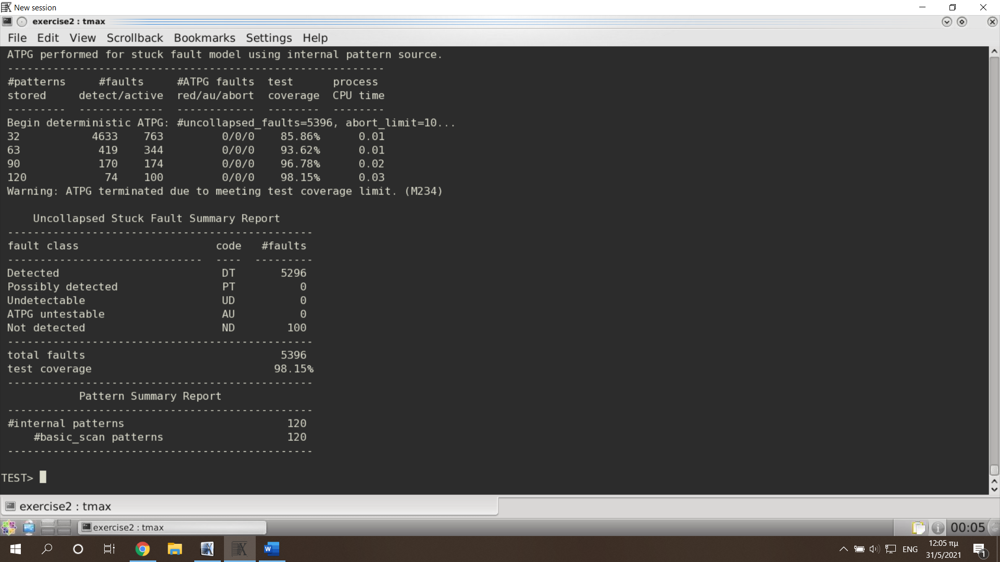 New session
exercise2 : tmax
File Edit View Scrollback Bookmarks Settings Help
ATPG performed for stuck fault model using internal pattern source.
----------------------------------------------------------
#patterns #faults #ATPG faults test process
stored detect/active red/au/abort coverage CPU time
--------- ------------- ------------ -------- --------
Begin deterministic ATPG: #uncollapsed_faults=5396, abort_limit=10...
32 4633 763 0/0/0 85.86% 0.01
63 419 344 0/0/0 93.62% 0.01
90 170 174 0/0/0 96.78% 0.02
120 74 100 0/0/0 98.15% 0.03
Warning: ATPG terminated due to meeting test coverage limit. (M234)
Uncollapsed Stuck Fault Summary Report
-----------------------------------------------
fault class code #faults
------------------------------ ---- ---------
Detected DT 5296
Possibly detected PT 0
Undetectable UD 0
ATPG untestable AU 0
Not detected ND 100
-----------------------------------------------
total faults 5396
test coverage 98.15%
-----------------------------------------------
Pattern Summary Report
-----------------------------------------------
#internal patterns 120
#basic_scan patterns 120
-----------------------------------------------
TEST>
exercise2 : tmax
exercise2 : tmax
00:05
ENG
12:05 πμ
31/5/2021
1